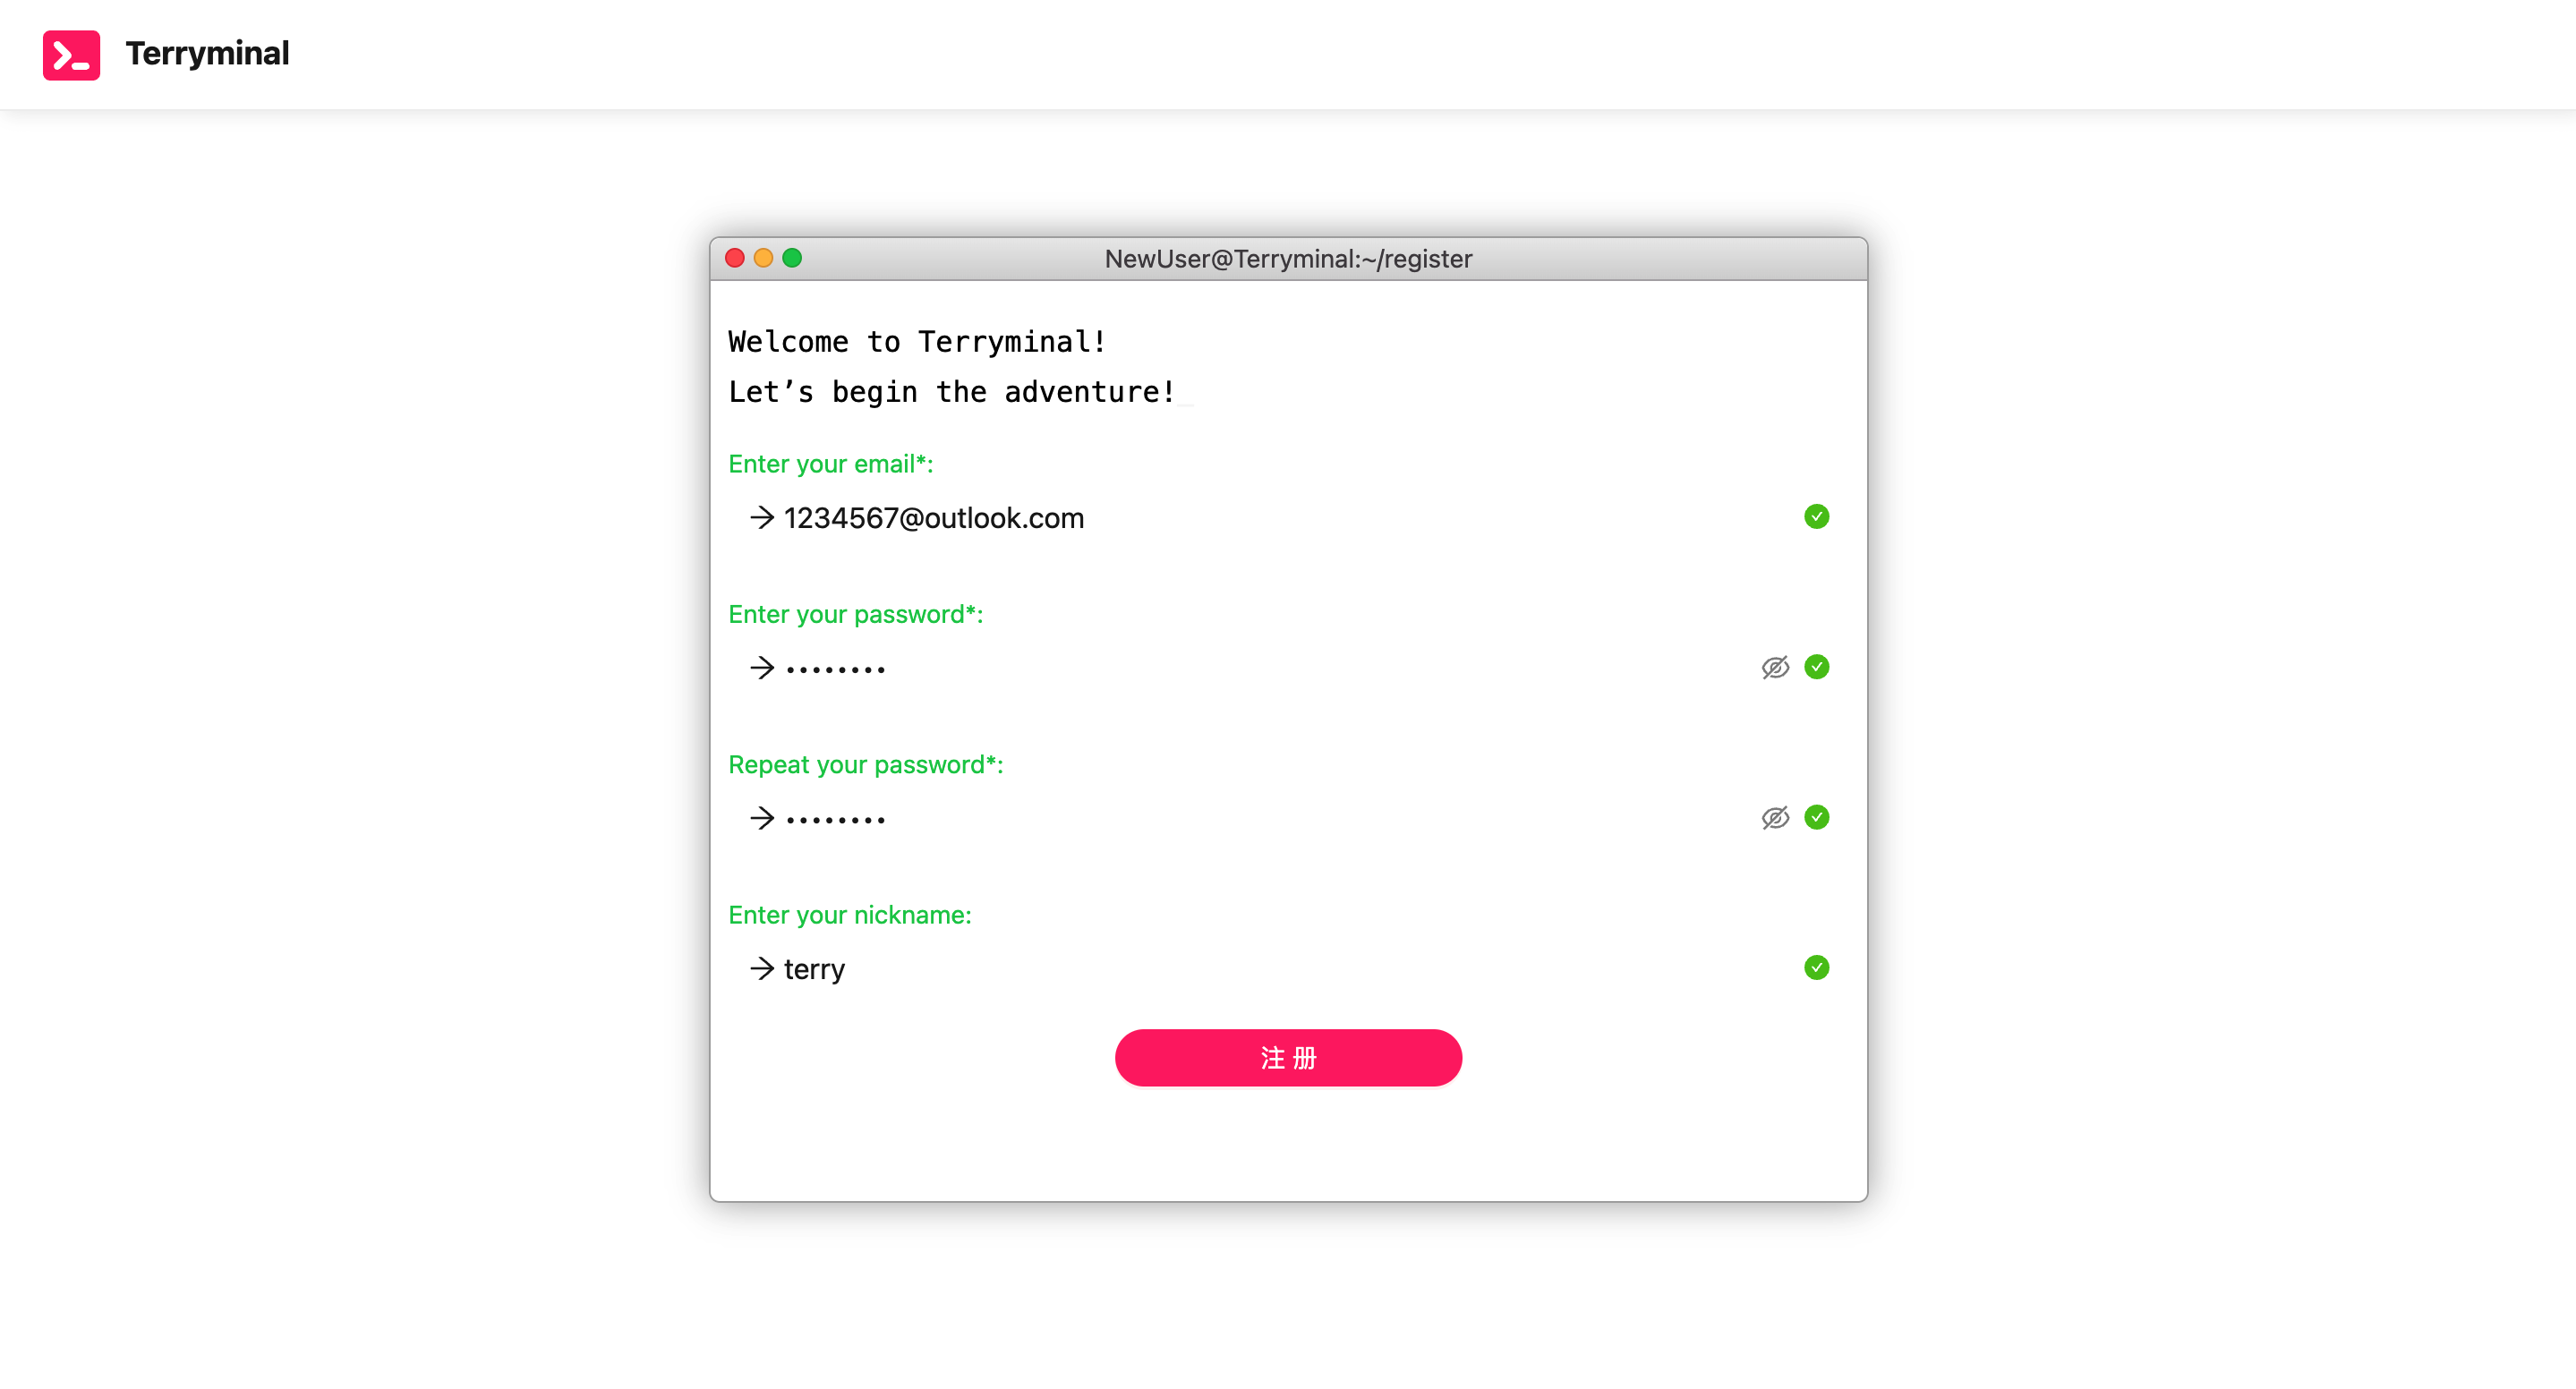 Terryminal
NewUser@Terryminal:~/register
Welcome to Terryminal!
Let’s begin the adventure!_
Enter your email*:
1234567@outlook.com
Enter your password*:
••••••••
Repeat your password*:
••••••••
Enter your nickname:
terry
注 册